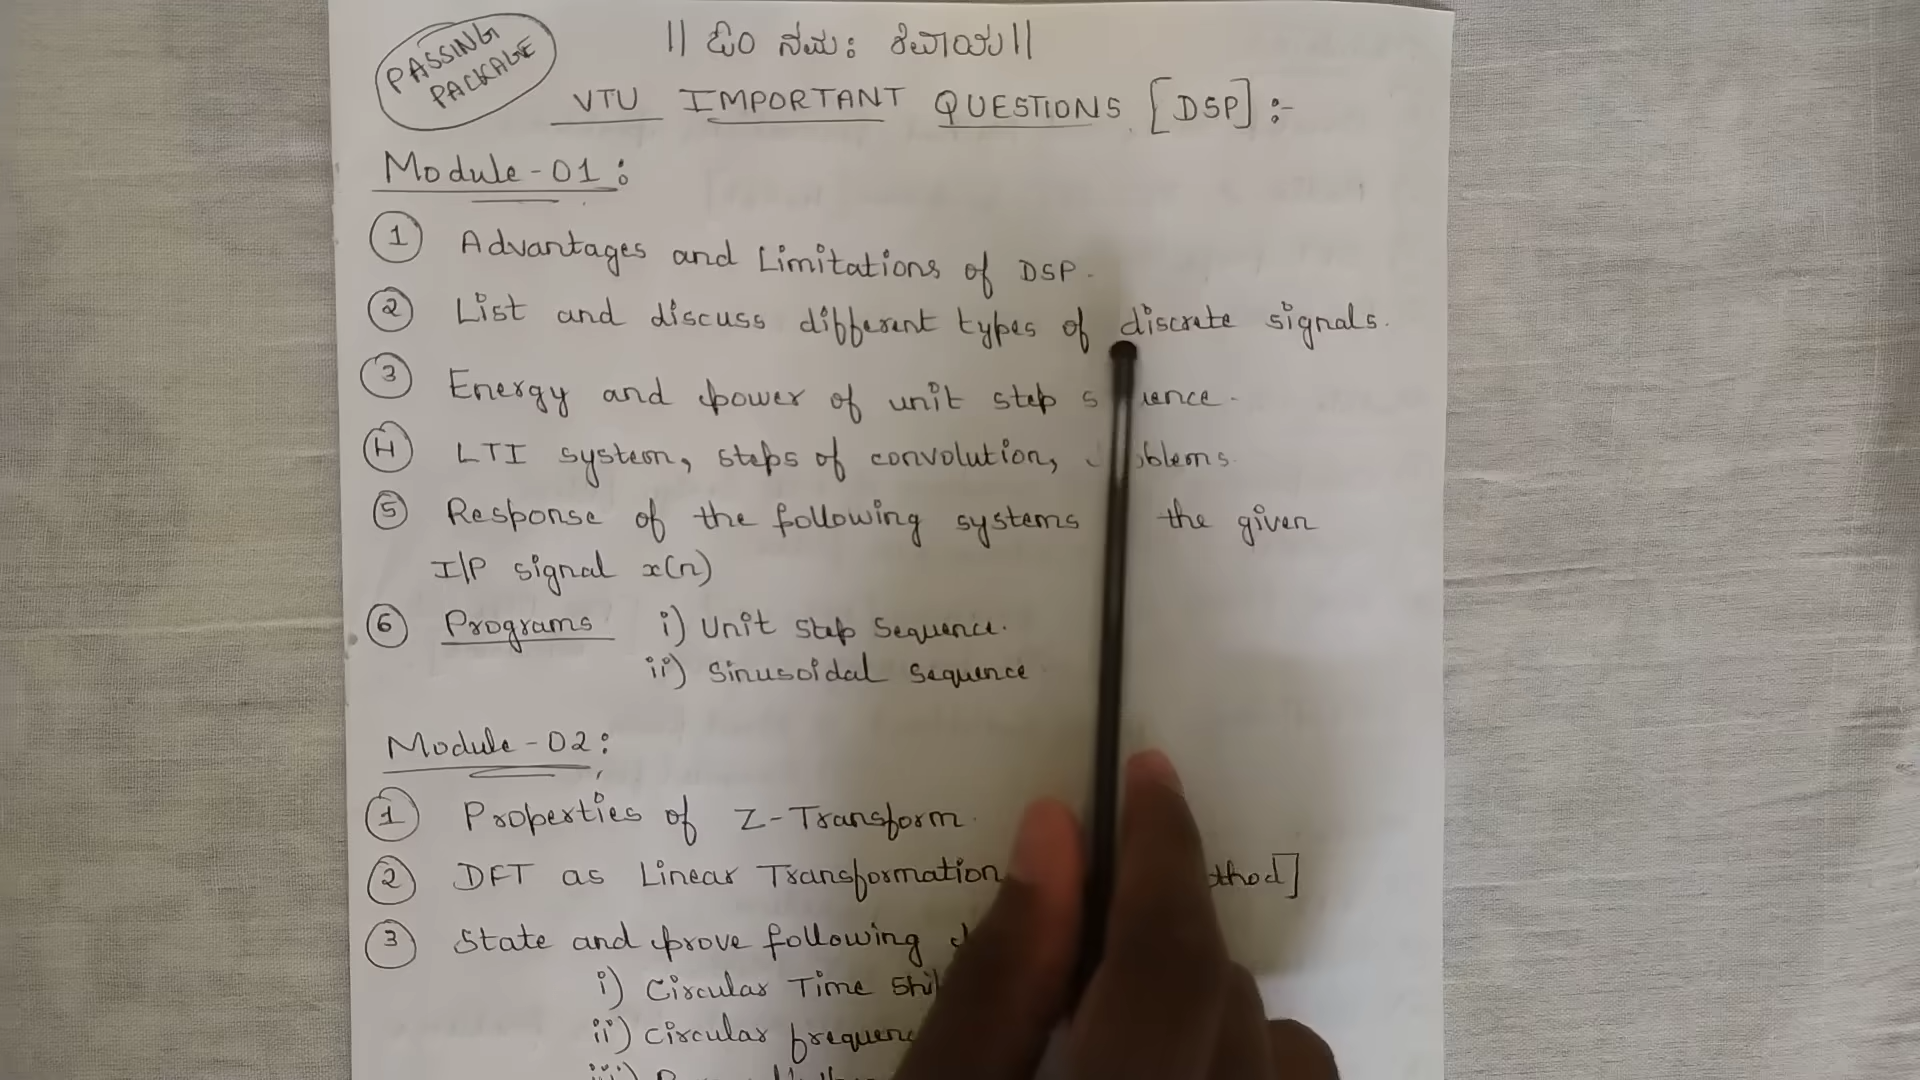 PASSING
PACKAGE
|| ಓಂ ನಮಃ ಶಿವಾಯ ||
VTU IMPORTANT QUESTIONS [DSP] :-
Module-01 :
1 Advantages and Limitations of DSP.
2 List and discuss different types of discrete signals.
3 Energy and power of unit step
4 LTI system, steps of convolution,
5 Response of the following systems the given
I/P signal x(n)
6 Programs i) Unit Step Sequence.
ii) Sinusoidal Sequence
Module-02 :
1 Properties of Z-Transform.
2 DFT as Linear Transformation
3 State and prove following
i) Circular Time
ii) Circular